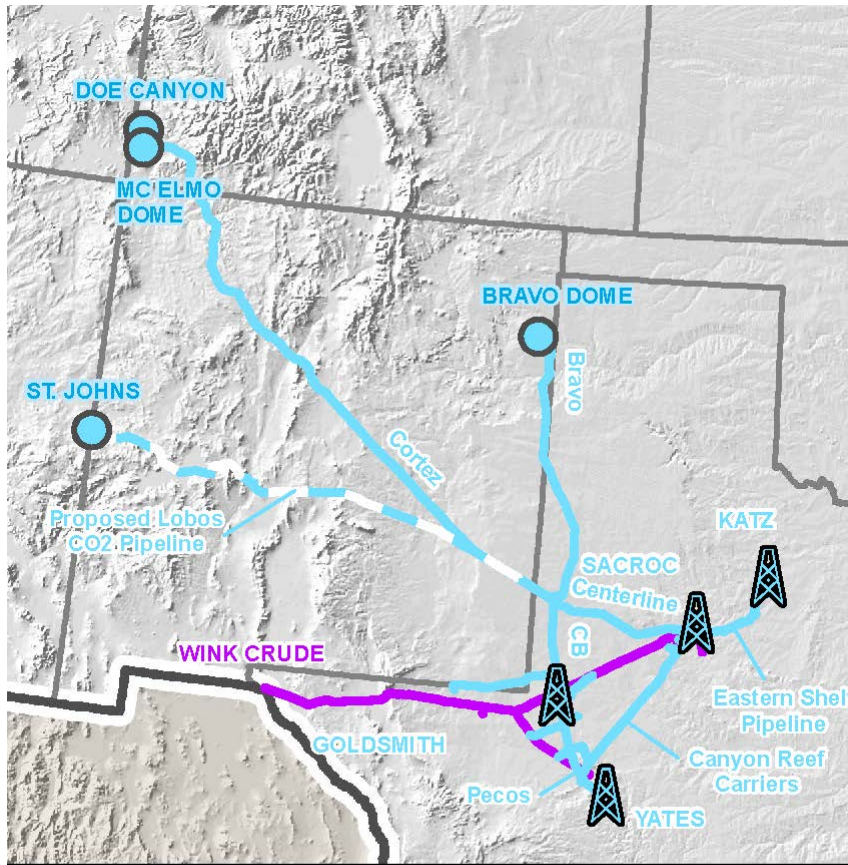 DOE CANYON
MC ELMO
DOME
BRAVO DOME
Bravo
ST. JOHNS
Cortez
Proposed Lobos
CO2 Pipeline
KATZ
SACROC
Centerline
CB
WINK CRUDE
Eastern Shelf
Pipeline
GOLDSMITH
Canyon Reef
Carriers
Pecos
YATES